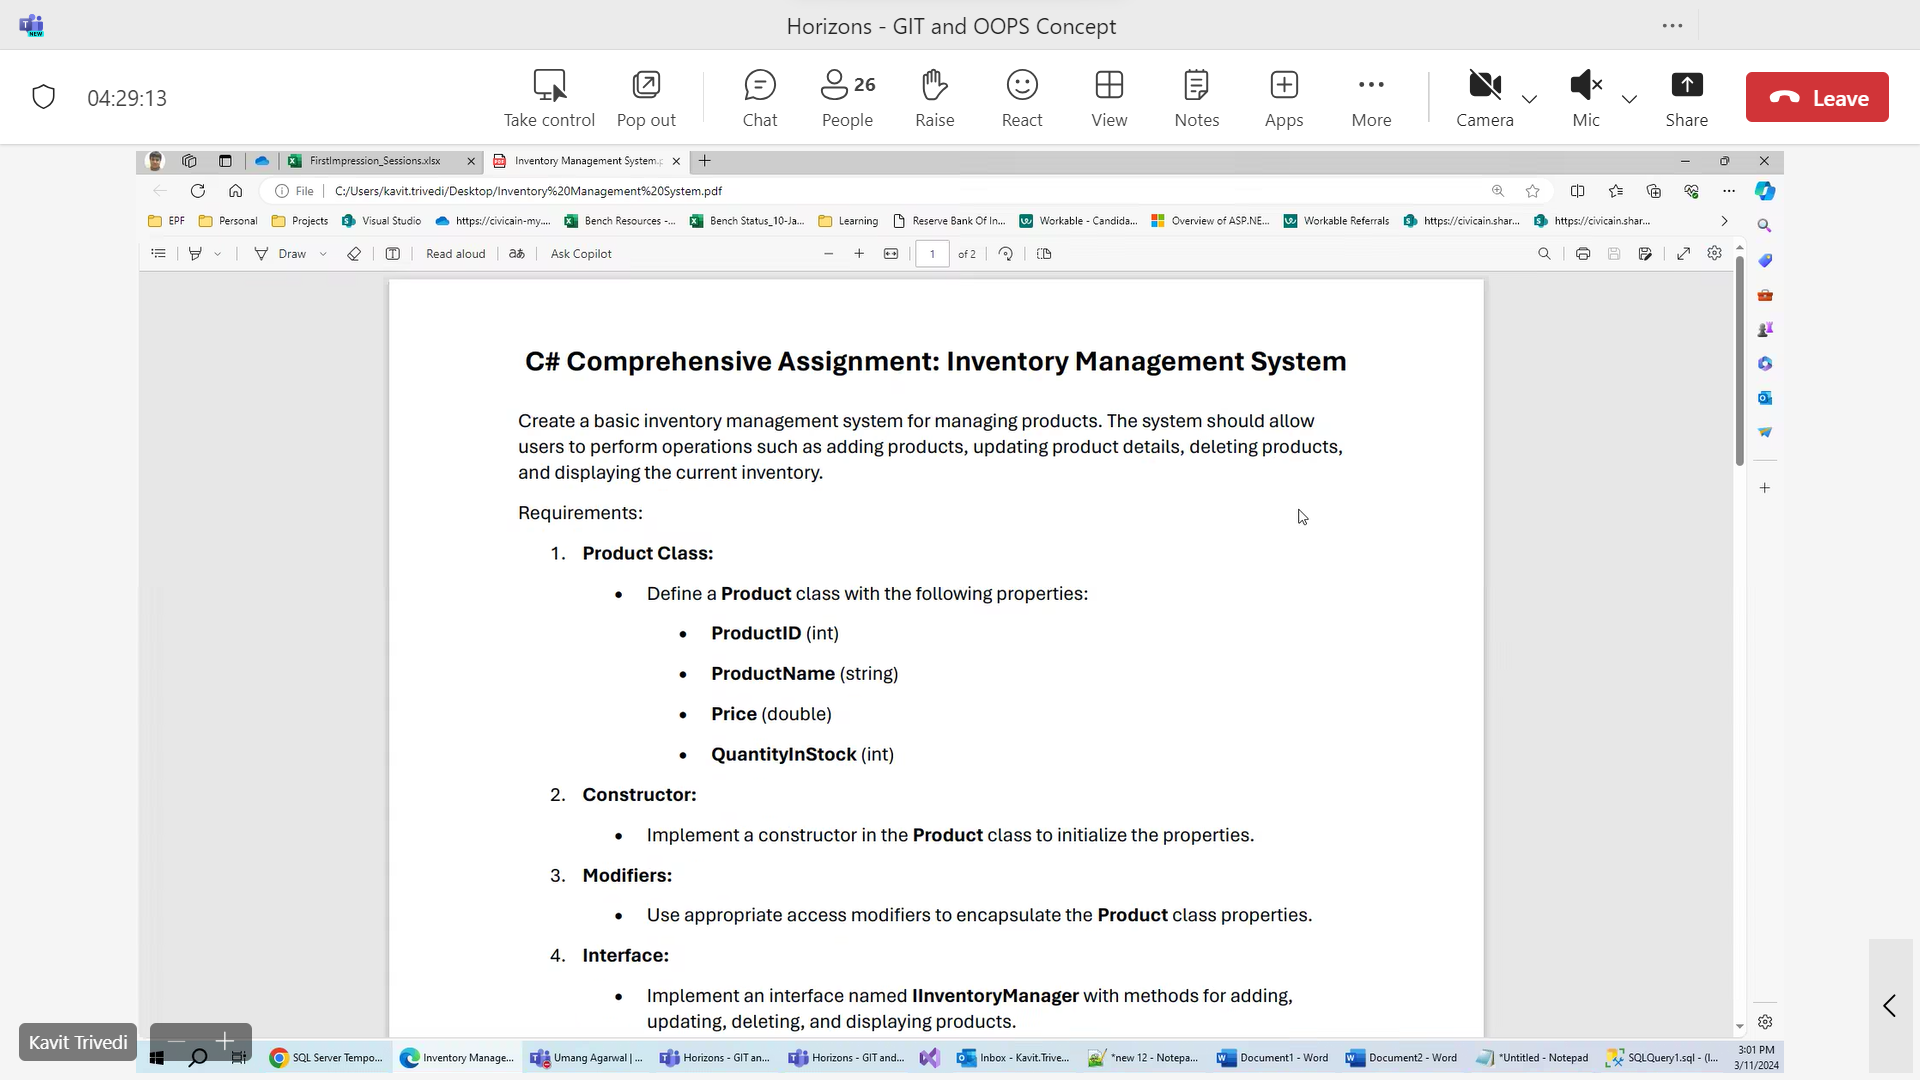 Horizons - GIT and OOPS Concept
04:29:13
Take control
Pop out
Chat
26
People
Raise
React
View
Notes
Apps
More
Camera
Mic
Share
Leave
FirstImpression_Sessions.xlsx
Inventory Management System.p
File
C:/Users/kavit.trivedi/Desktop/Inventory%20Management%20System.pdf
EPF
Personal
Projects
Visual Studio
https://civicain-my....
Bench Resources -...
Bench Status_10-Ja...
Learning
Reserve Bank Of In...
Workable - Candida...
Overview of ASP.NE...
Workable Referrals
https://civicain.shar...
https://civicain.shar...
Draw
Read aloud
Ask Copilot
1
of 2
C# Comprehensive Assignment: Inventory Management System
Create a basic inventory management system for managing products. The system should allow
users to perform operations such as adding products, updating product details, deleting products,
and displaying the current inventory.
Requirements:
1. Product Class:
• Define a Product class with the following properties:
• ProductID (int)
• ProductName (string)
• Price (double)
• QuantityInStock (int)
2. Constructor:
• Implement a constructor in the Product class to initialize the properties.
3. Modifiers:
• Use appropriate access modifiers to encapsulate the Product class properties.
4. Interface:
• Implement an interface named IInventoryManager with methods for adding,
updating, deleting, and displaying products.
Kavit Trivedi
SQL Server Tempo...
Inventory Manage...
Umang Agarwal | ...
Horizons - GIT an...
Horizons - GIT and...
Inbox - Kavit.Trive...
*new 12 - Notepa...
Document1 - Word
Document2 - Word
*Untitled - Notepad
SQLQuery1.sql - (l...
3:01 PM
3/11/2024